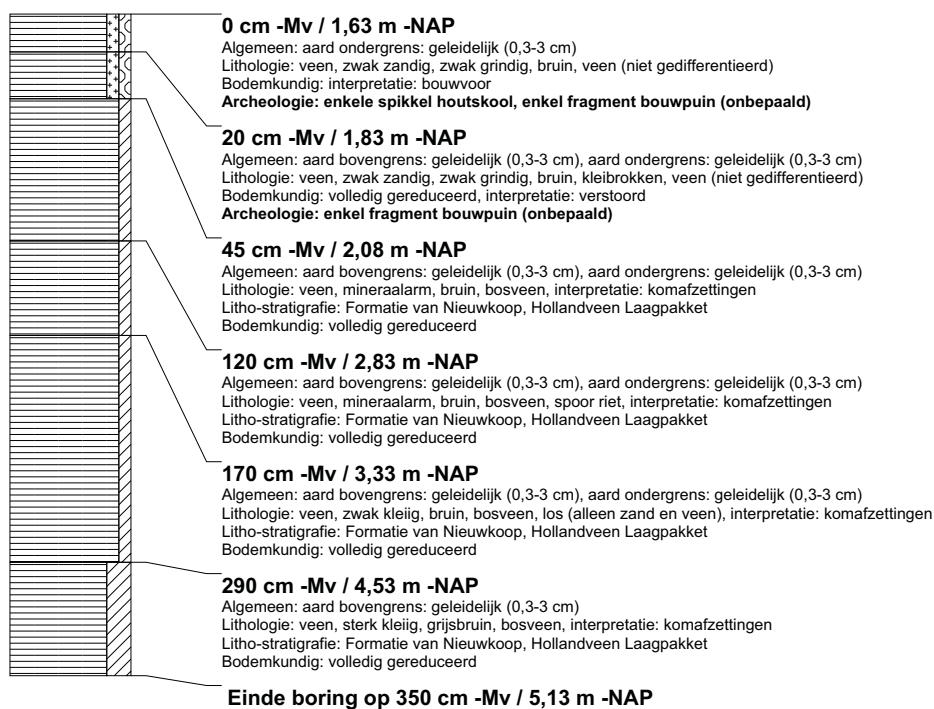 0 cm -Mv / 1,63 m -NAP
Algemeen: aard ondergrens: geleidelijk (0,3-3 cm)
Lithologie: veen, zwak zandig, zwak grindig, bruin, veen (niet gedifferentieerd)
Bodemkundig: interpretatie: bouwvoor
Archeologie: enkele spikkel houtskool, enkel fragment bouwpuin (onbepaald)
20 cm -Mv / 1,83 m -NAP
Algemeen: aard bovengrens: geleidelijk (0,3-3 cm), aard ondergrens: geleidelijk (0,3-3 cm)
Lithologie: veen, zwak zandig, zwak grindig, bruin, kleibrokken, veen (niet gedifferentieerd)
Bodemkundig: volledig gereduceerd, interpretatie: verstoord
Archeologie: enkel fragment bouwpuin (onbepaald)
45 cm -Mv / 2,08 m -NAP
Algemeen: aard bovengrens: geleidelijk (0,3-3 cm), aard ondergrens: geleidelijk (0,3-3 cm)
Lithologie: veen, mineraalarm, bruin, bosveen, interpretatie: komafzettingen
Litho-stratigrafie: Formatie van Nieuwkoop, Hollandveen Laagpakket
Bodemkundig: volledig gereduceerd
120 cm -Mv / 2,83 m -NAP
Algemeen: aard bovengrens: geleidelijk (0,3-3 cm), aard ondergrens: geleidelijk (0,3-3 cm)
Lithologie: veen, mineraalarm, bruin, bosveen, spoor riet, interpretatie: komafzettingen
Litho-stratigrafie: Formatie van Nieuwkoop, Hollandveen Laagpakket
Bodemkundig: volledig gereduceerd
170 cm -Mv / 3,33 m -NAP
Algemeen: aard bovengrens: geleidelijk (0,3-3 cm), aard ondergrens: geleidelijk (0,3-3 cm)
Lithologie: veen, zwak kleiig, bruin, bosveen, los (alleen zand en veen), interpretatie: komafzettingen
Litho-stratigrafie: Formatie van Nieuwkoop, Hollandveen Laagpakket
Bodemkundig: volledig gereduceerd
290 cm -Mv / 4,53 m -NAP
Algemeen: aard bovengrens: geleidelijk (0,3-3 cm)
Lithologie: veen, sterk kleiig, grijsbruin, bosveen, interpretatie: komafzettingen
Litho-stratigrafie: Formatie van Nieuwkoop, Hollandveen Laagpakket
Bodemkundig: volledig gereduceerd
Einde boring op 350 cm -Mv / 5,13 m -NAP